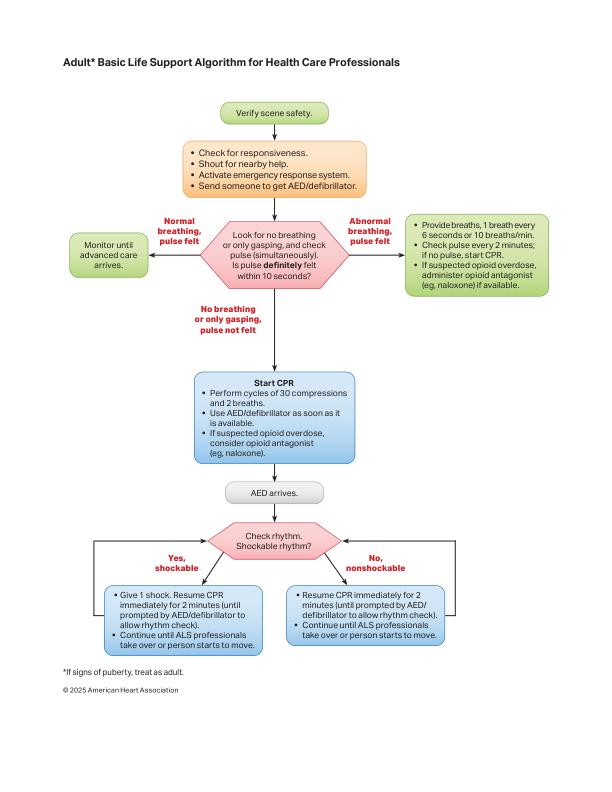 Adult* Basic Life Support Algorithm for Health Care Professionals
Verify scene safety.
• Check for responsiveness.
• Shout for nearby help.
• Activate emergency response system.
• Send someone to get AED/defibrillator.
Normal
breathing,
pulse felt
Look for no breathing
or only gasping, and check
pulse (simultaneously).
Is pulse definitely felt
within 10 seconds?
Abnormal
breathing,
pulse felt
Monitor until
advanced care
arrives.
• Provide breaths, 1 breath every
6 seconds or 10 breaths/min.
• Check pulse every 2 minutes;
if no pulse, start CPR.
• If suspected opioid overdose,
administer opioid antagonist
(eg, naloxone) if available.
No breathing
or only gasping,
pulse not felt
Start CPR
• Perform cycles of 30 compressions
and 2 breaths.
• Use AED/defibrillator as soon as it
is available.
• If suspected opioid overdose,
consider opioid antagonist
(eg, naloxone).
AED arrives.
Check rhythm.
Shockable rhythm?
Yes,
shockable
No,
nonshockable
• Give 1 shock. Resume CPR
immediately for 2 minutes (until
prompted by AED/defibrillator to
allow rhythm check).
• Continue until ALS professionals
take over or person starts to move.
• Resume CPR immediately for 2
minutes (until prompted by AED/
defibrillator to allow rhythm check).
• Continue until ALS professionals
take over or person starts to move.
*If signs of puberty, treat as adult.
© 2025 American Heart Association